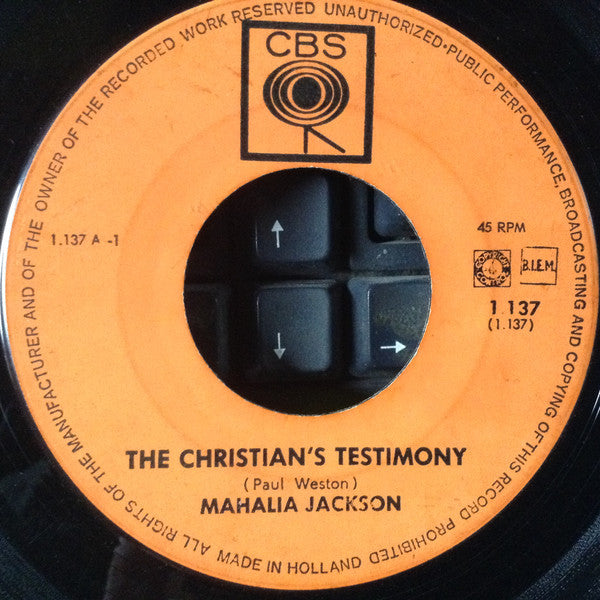 ALL RIGHTS OF THE MANUFACTURER AND OF THE OWNER OF THE RECORDED WORK RESERVED UNAUTHORIZED·PUBLIC PERFORMANCE, BROADCASTING AND COPYING OF THIS RECORD PROHIBITED
CBS
1.137 A -1
45 RPM
B.I.E.M.
1.137
(1.137)
THE CHRISTIAN'S TESTIMONY
(Paul Weston)
MAHALIA JACKSON
MADE IN HOLLAND